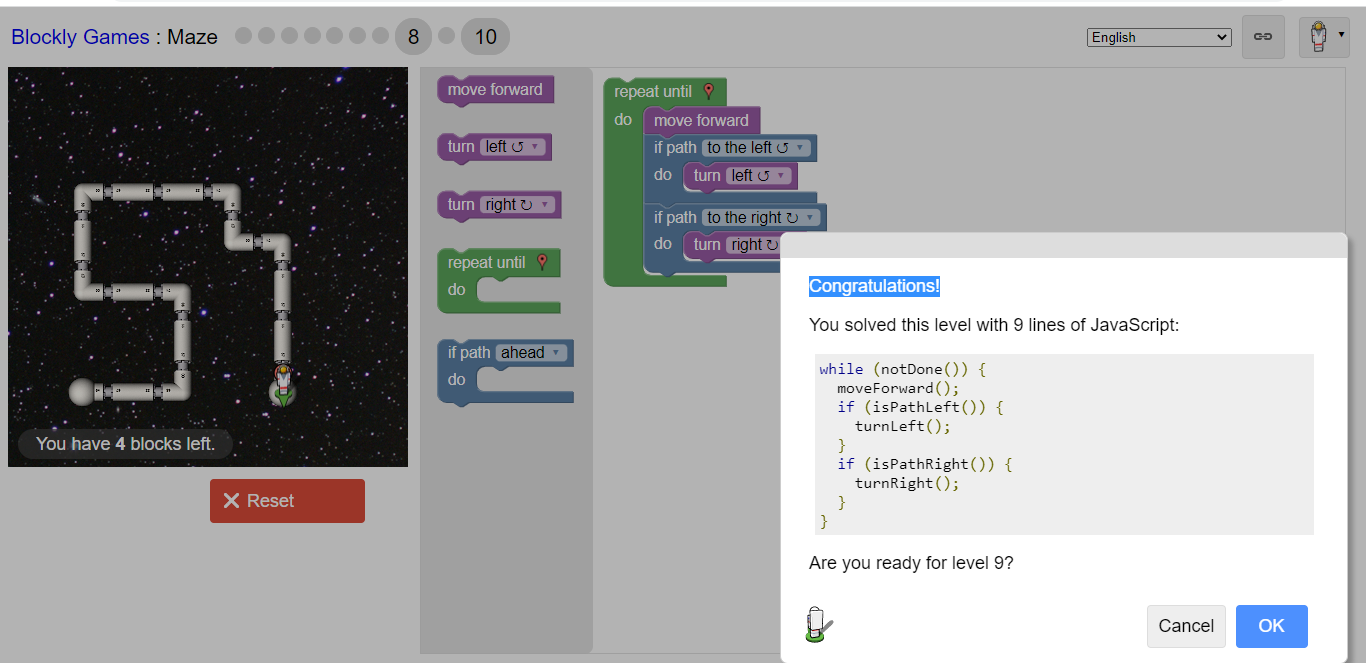 Blockly Games : Maze 8 10
English
move forward
turn left ↺ ▼
turn right ↻ ▼
repeat until
do
if path ahead ▼
do
repeat until
do
move forward
if path to the left ↺ ▼
do
turn left ↺ ▼
if path to the right ↻ ▼
do
turn right ↻
You have 4 blocks left.
Reset
Congratulations!
You solved this level with 9 lines of JavaScript:
while (notDone()) {
moveForward();
if (isPathLeft()) {
turnLeft();
}
if (isPathRight()) {
turnRight();
}
}
Are you ready for level 9?
Cancel
OK